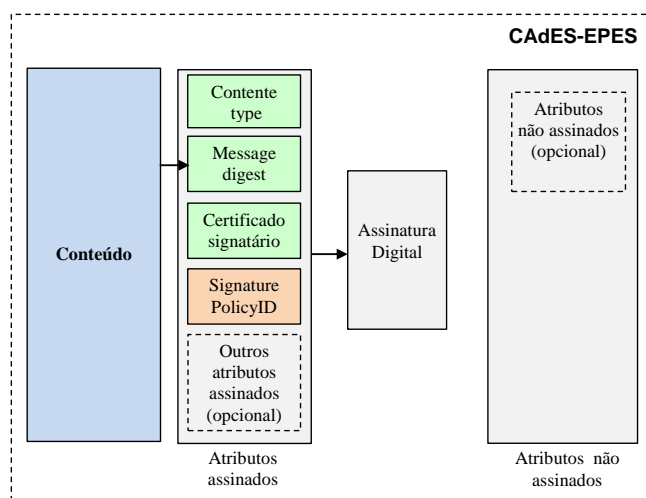 CAdES-EPES
Conteúdo
Contente
type
Message
digest
Certificado
signatário
Signature
PolicyID
Outros
atributos
assinados
(opcional)
Atributos
assinados
Assinatura
Digital
Atributos
não assinados
(opcional)
Atributos não
assinados